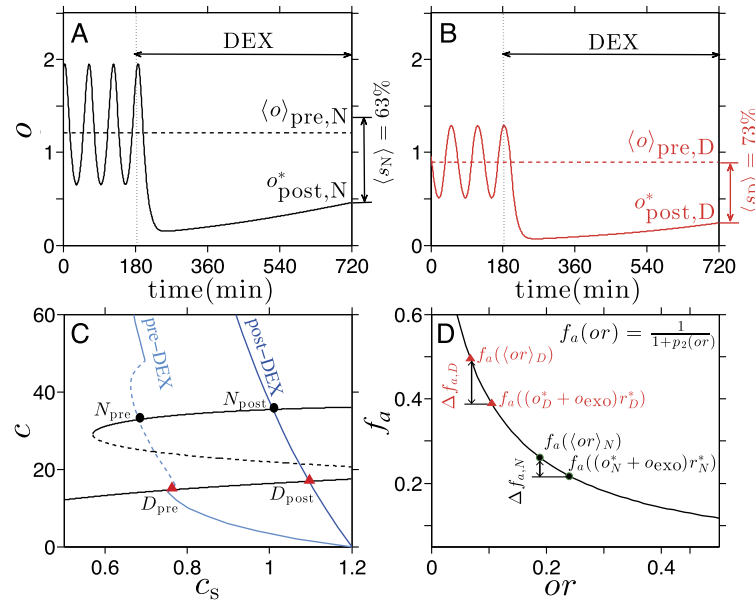 A
DEX
2
1
0
o
⟨o⟩pre,N
o*post,N
⟨sN⟩ = 63%
0 180 360 540 720
time(min)
B
DEX
2
1
0
⟨o⟩pre,D
o*post,D
⟨sD⟩ = 73%
0 180 360 540 720
time(min)
C
60
40
20
0
c
pre–DEX
post–DEX
Npre
Npost
Dpre
Dpost
0.6 0.8 1 1.2
cs
D
fa(or) = 1/(1+p2(or))
0.6
0.4
0.2
fa
fa(⟨or⟩D)
Δfa,D
fa((o*D + oexo)r*D)
fa(⟨or⟩N)
fa((o*N + oexo)r*N)
Δfa,N
0 0.2 0.4
or